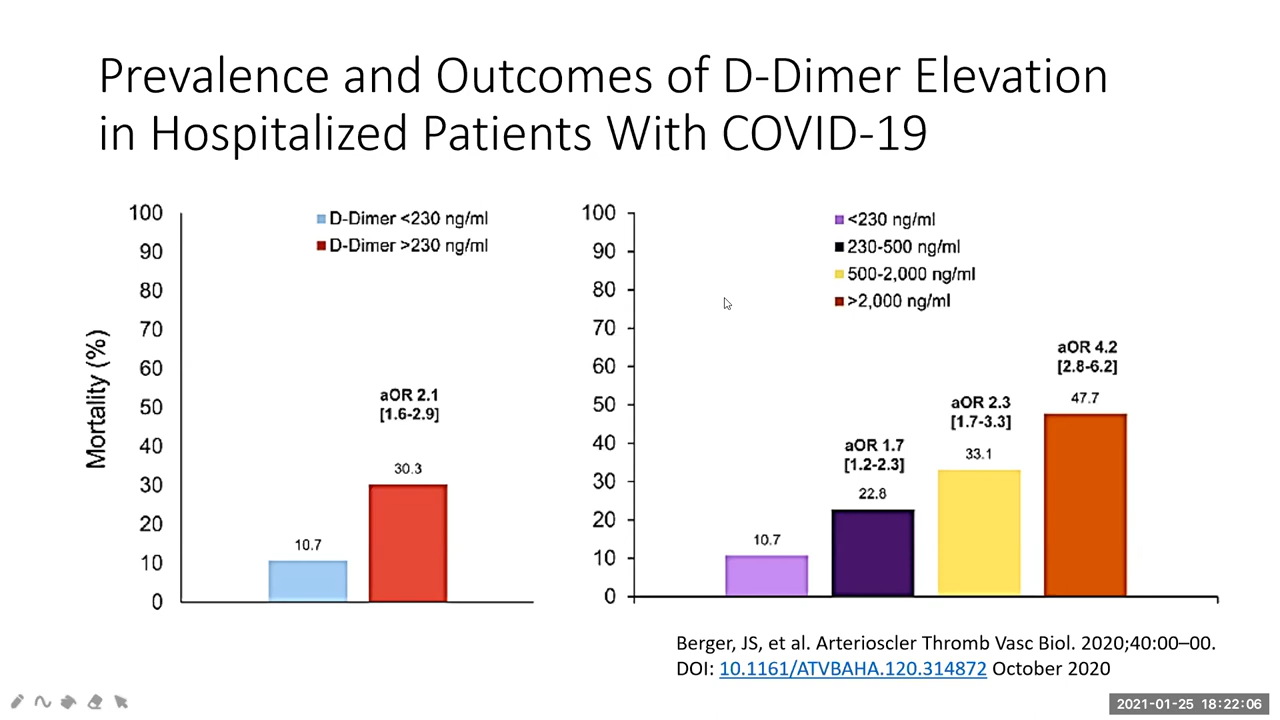 Prevalence and Outcomes of D-Dimer Elevation
in Hospitalized Patients With COVID-19
Mortality (%)
100
90
80
70
60
50
40
30
20
10
0
D-Dimer <230 ng/ml
D-Dimer >230 ng/ml
aOR 2.1
[1.6-2.9]
30.3
10.7
100
90
80
70
60
50
40
30
20
10
0
<230 ng/ml
230-500 ng/ml
500-2,000 ng/ml
>2,000 ng/ml
10.7
aOR 1.7
[1.2-2.3]
22.8
aOR 2.3
[1.7-3.3]
33.1
aOR 4.2
[2.8-6.2]
47.7
Berger, JS, et al. Arterioscler Thromb Vasc Biol. 2020;40:00–00.
DOI: 10.1161/ATVBAHA.120.314872 October 2020
2021-01-25 18:22:06